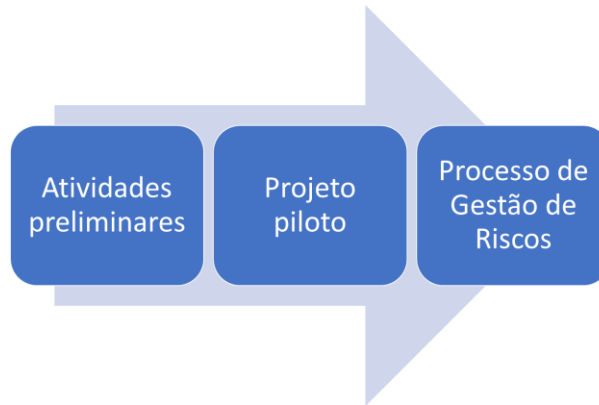 Atividades
preliminares
Projeto
piloto
Processo de
Gestão de
Riscos